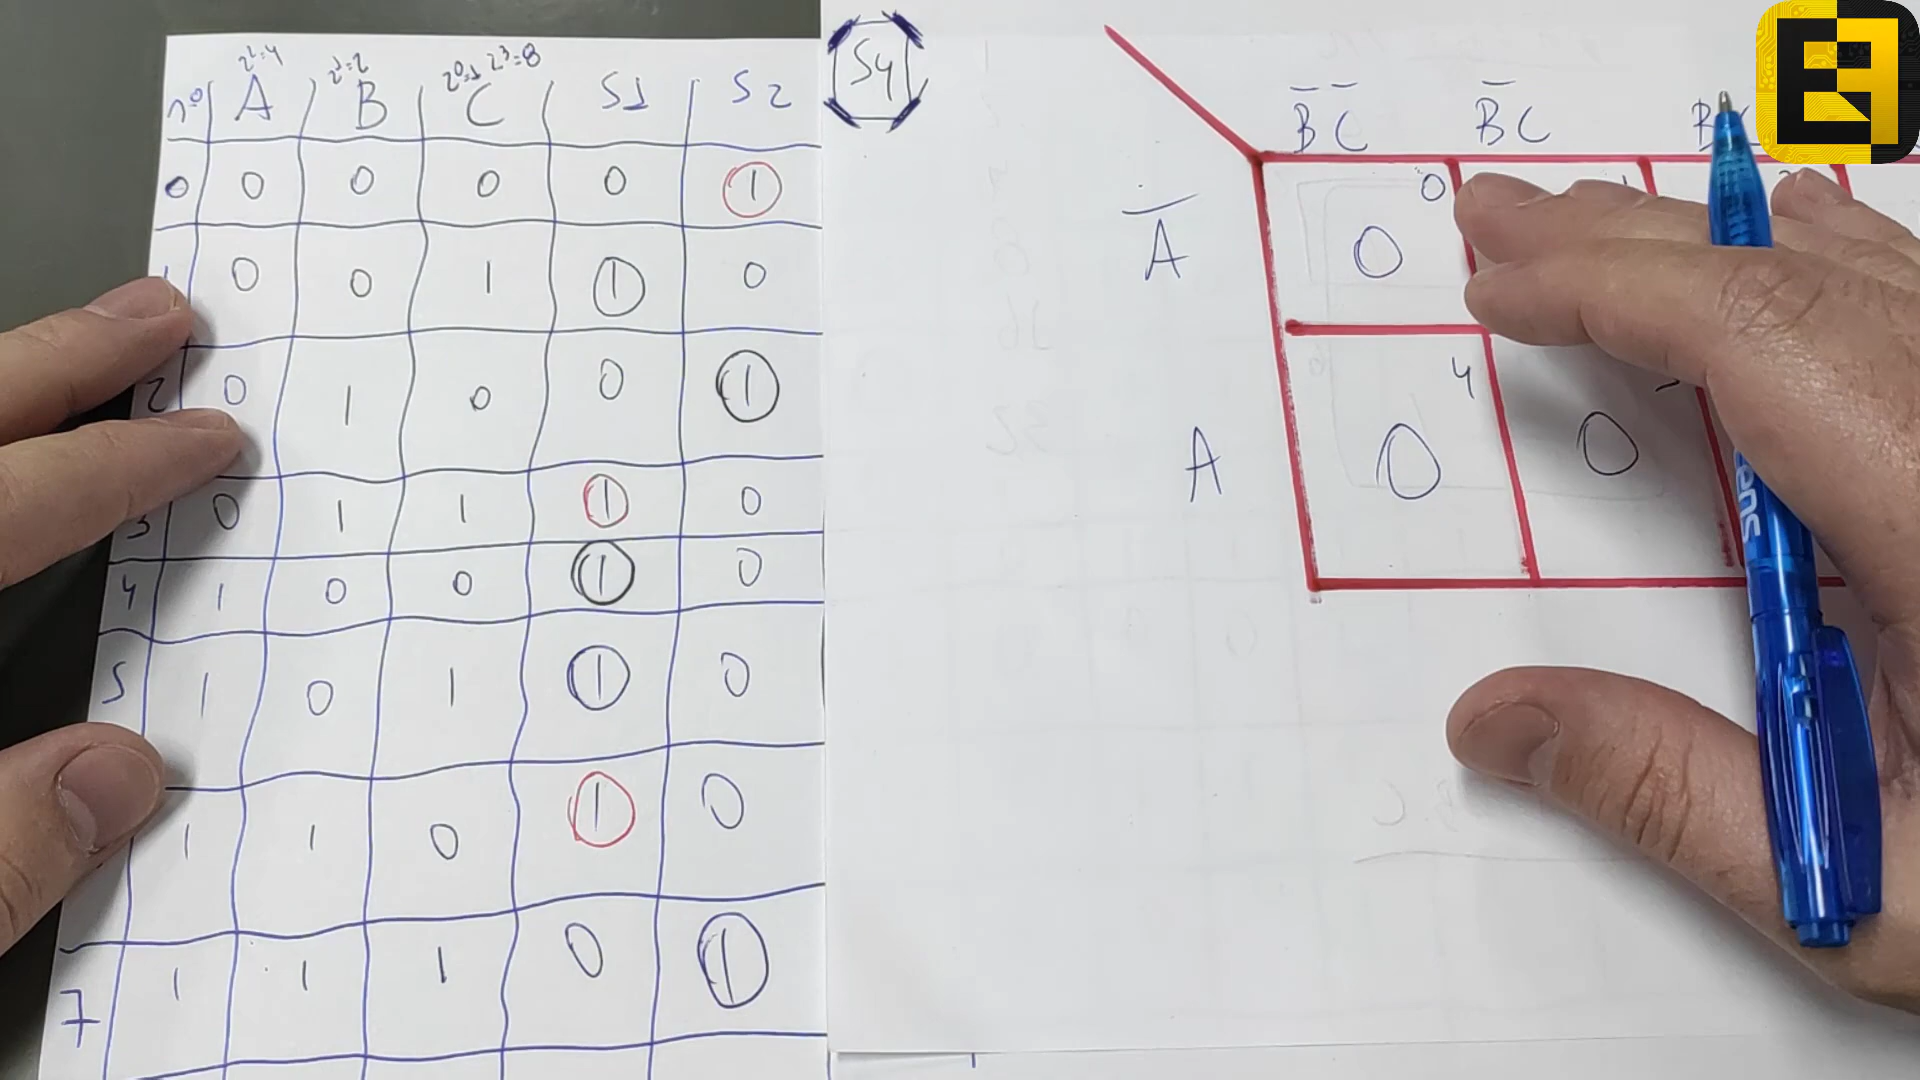 2²=4 2¹=2 2⁰=1 2³=8
nº A B C S1 S2
0 0 0 0 0 1
1 0 0 1 1 0
2 0 1 0 0 1
3 0 1 1 1 0
4 1 0 0 1 0
5 1 0 1 1 0
1 1 0 1 0
7 1 1 1 0 1
S4
B̅ C̅ B̅ C B
A̅ 0 0
A 4 0 0
ens
EF